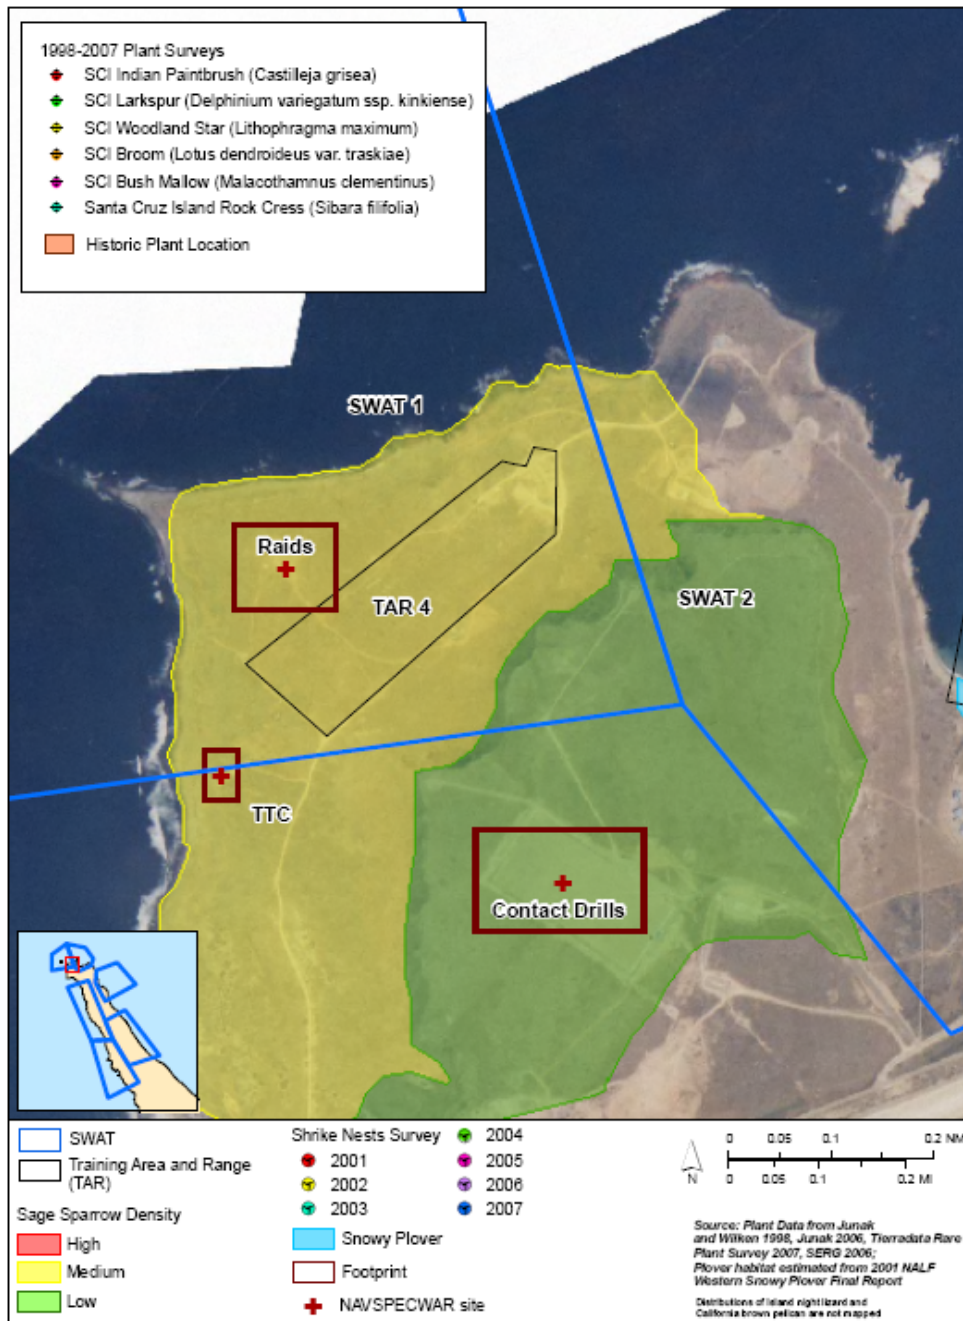 1998-2007 Plant Surveys
SCI Indian Paintbrush (Castilleja grisea)
SCI Larkspur (Delphinium variegatum ssp. kinkiense)
SCI Woodland Star (Lithophragma maximum)
SCI Broom (Lotus dendroideus var. traskiae)
SCI Bush Mallow (Malacothamnus clementinus)
Santa Cruz Island Rock Cress (Sibara filifolia)
Historic Plant Location
SWAT 1
Raids
TAR 4
SWAT 2
TTC
Contact Drills
SWAT
Training Area and Range
(TAR)
Sage Sparrow Density
High
Medium
Low
Shrike Nests Survey
2001
2002
2003
2004
2005
2006
2007
Snowy Plover
Footprint
NAVSPECWAR site
N
0 0.05 0.1 0.2 NM
0 0.05 0.1 0.2 MI
Source: Plant Data from Junak
and Wilken 1998, Junak 2006, Tierradata Rare
Plant Survey 2007, SERG 2006;
Plover habitat estimated from 2001 NALF
Western Snowy Plover Final Report
Distributions of island night lizard and
California brown pelican are not mapped